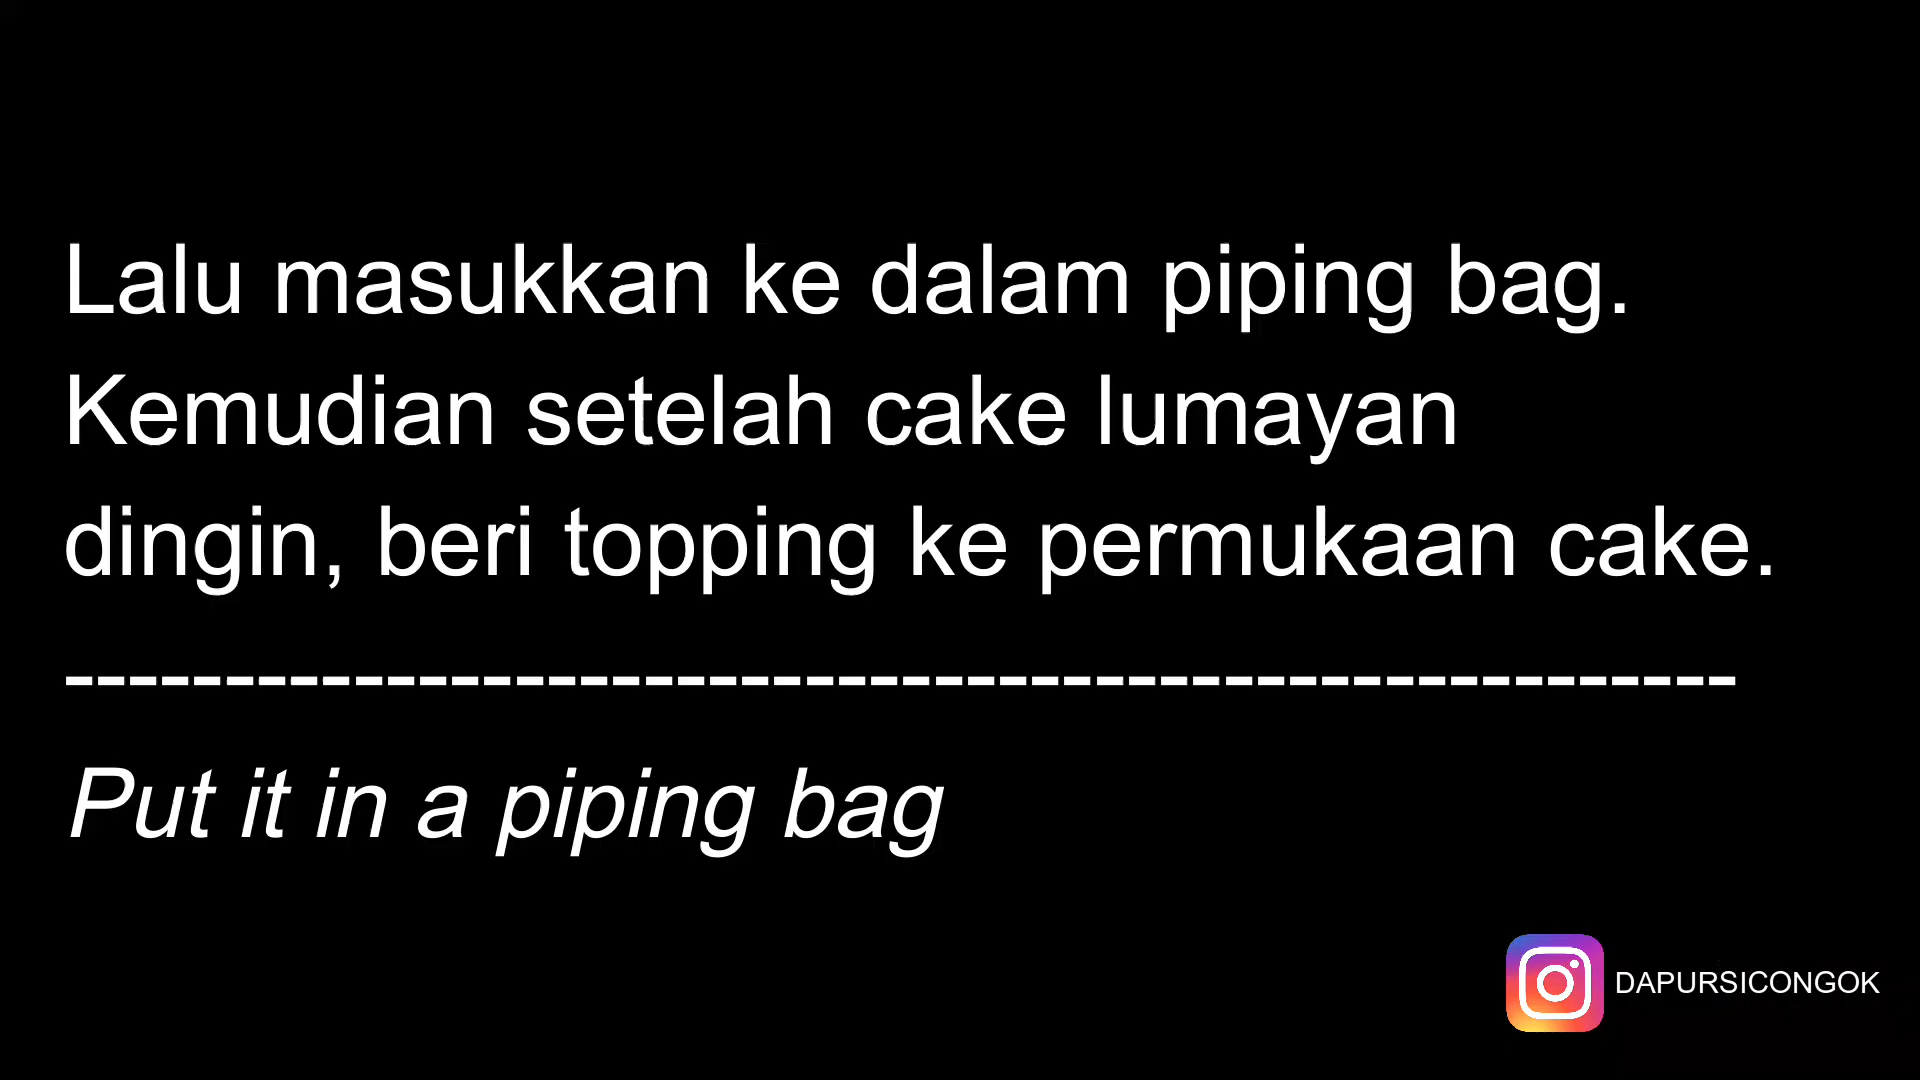 Lalu masukkan ke dalam piping bag.
Kemudian setelah cake lumayan
dingin, beri topping ke permukaan cake.
----------------------------------------------------
Put it in a piping bag
DAPURSICONGOK